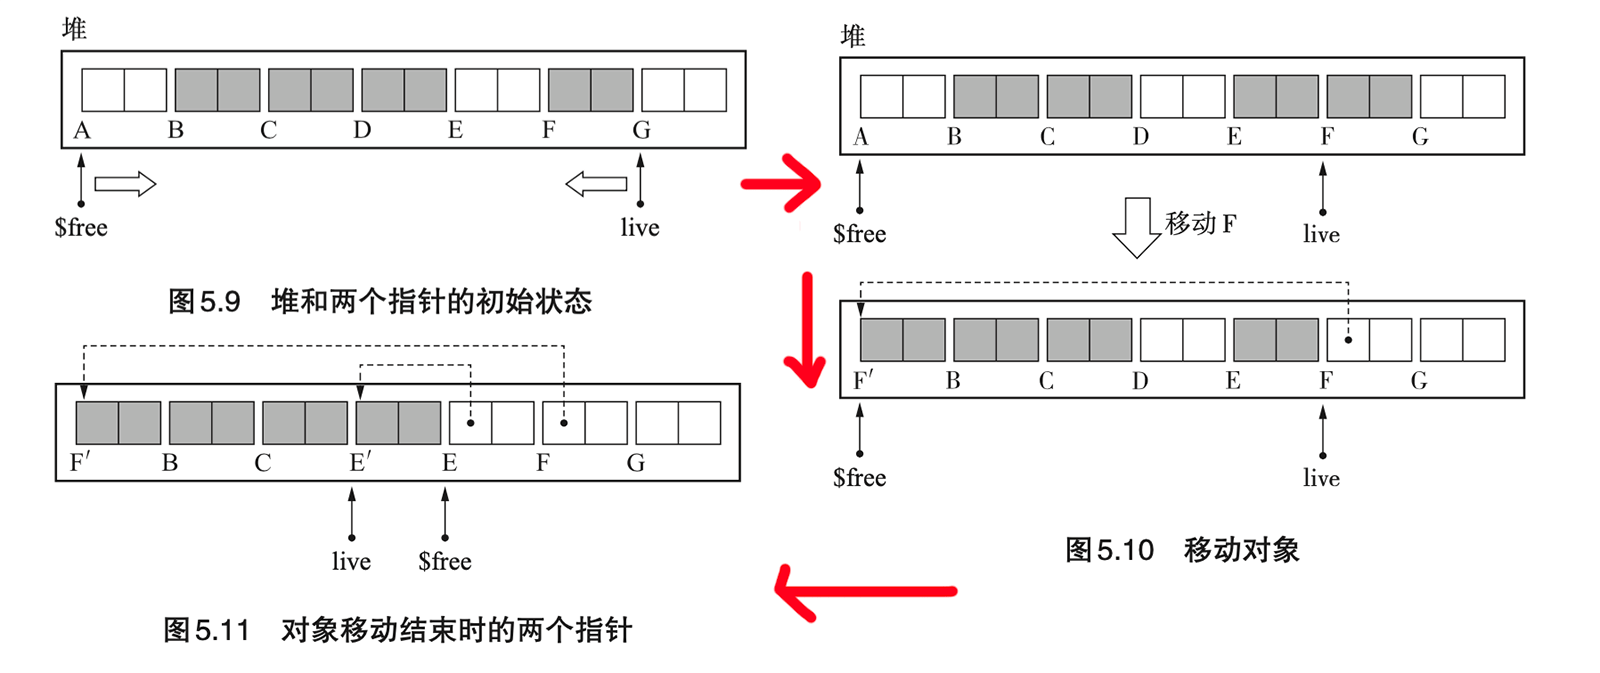 堆
A B C D E F G
$free live
图5.9 堆和两个指针的初始状态
堆
A B C D E F G
$free 移动 F live
F′ B C D E F G
$free live
图5.10 移动对象
F′ B C E′ E F G
live $free
图5.11 对象移动结束时的两个指针